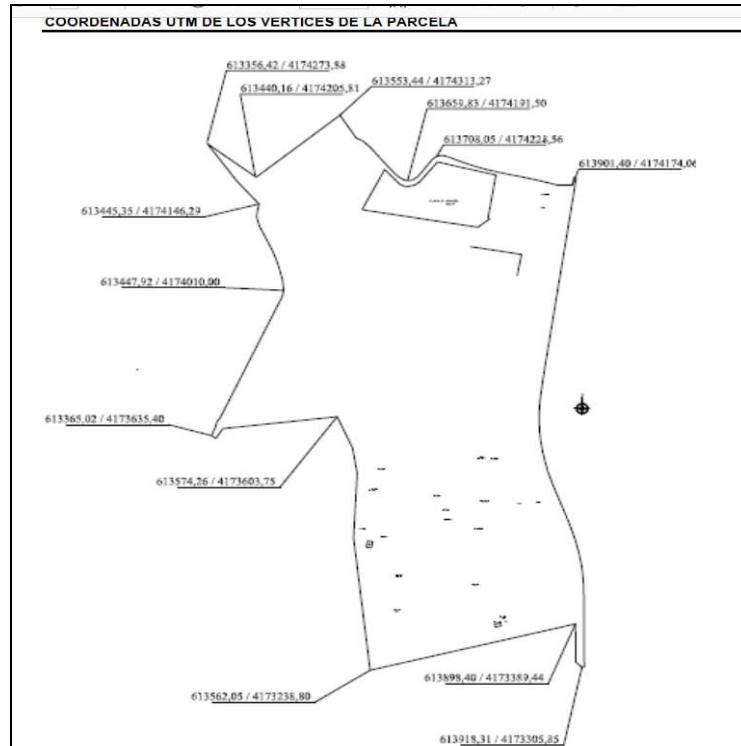 COORDENADAS UTM DE LOS VERTICES DE LA PARCELA
613356,42 / 4174273,88
613553,44 / 4174313,27
613440,16 / 4174205,81
613659,83 / 4174191,50
613708,05 / 4174228,56
613901,40 / 4174174,06
613445,35 / 4174146,29
613447,92 / 4174010,00
613365,02 / 4173635,40
613574,26 / 4173603,75
613898,40 / 4173389,44
613562,05 / 4173238,80
613918,31 / 4173305,85